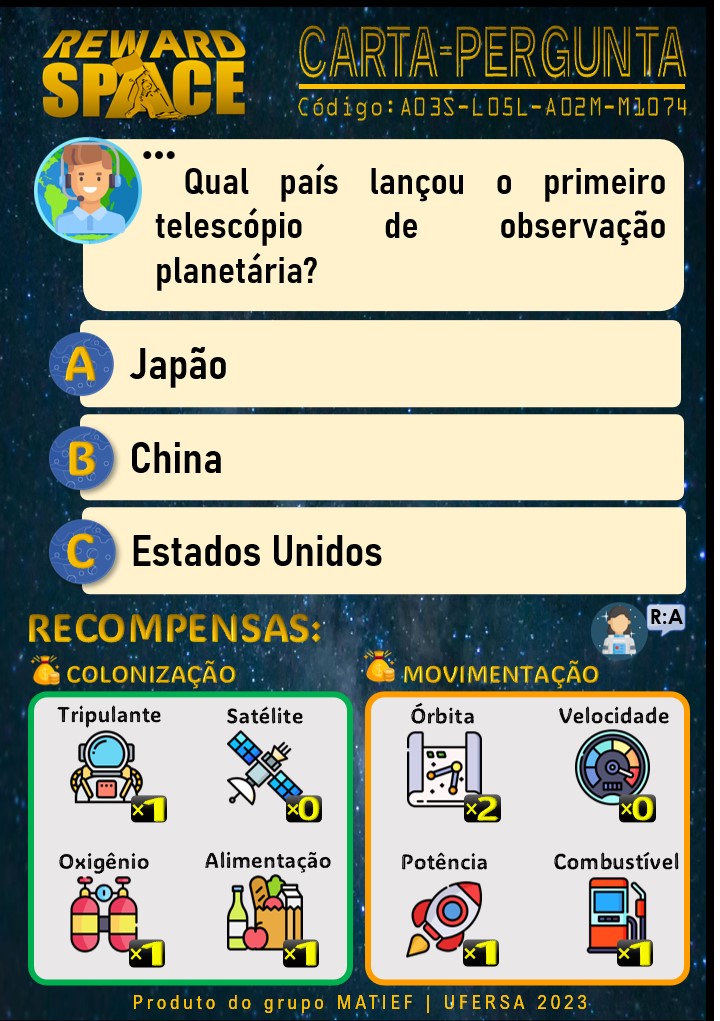 REWARD
SPACE
CARTA-PERGUNTA
Código:A03S-L05L-A02M-M1074
...
Qual país lançou o primeiro
telescópio de observação
planetária?
A Japão
B China
C Estados Unidos
RECOMPENSAS:
R:A
COLONIZAÇÃO
MOVIMENTAÇÃO
Tripulante Satélite Órbita Velocidade
×1 ×0 ×2 ×0
Oxigênio Alimentação Potência Combustível
×1 ×1 ×1 ×1
Produto do grupo MATIEF | UFERSA 2023